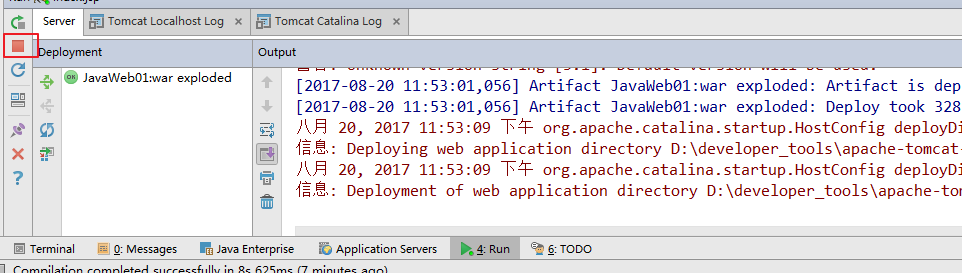 Server
Tomcat Localhost Log
Tomcat Catalina Log
Deployment
Output
ON JavaWeb01:war exploded
[2017-08-20 11:53:01,056] Artifact JavaWeb01:war exploded: Artifact is dep
[2017-08-20 11:53:01,056] Artifact JavaWeb01:war exploded: Deploy took 328
八月 20, 2017 11:53:09 下午 org.apache.catalina.startup.HostConfig deployDi
信息: Deploying web application directory D:\developer_tools\apache-tomcat-
八月 20, 2017 11:53:09 下午 org.apache.catalina.startup.HostConfig deployDi
信息: Deployment of web application directory D:\developer_tools\apache-tom
Terminal
0: Messages
Java Enterprise
Application Servers
4: Run
6: TODO
Compilation completed successfully in 8s 625ms (7 minutes ago)